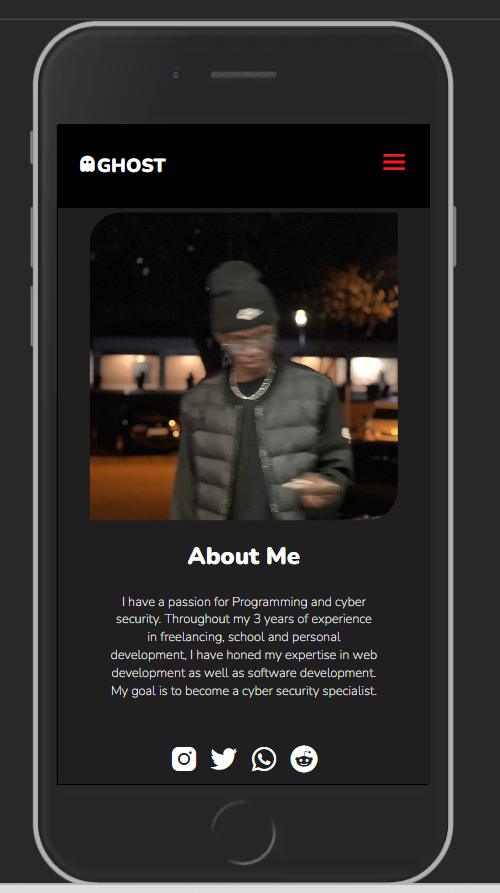 GHOST
About Me
I have a passion for Programming and cyber
security. Throughout my 3 years of experience
in freelancing, school and personal
development, I have honed my expertise in web
development as well as software development.
My goal is to become a cyber security specialist.